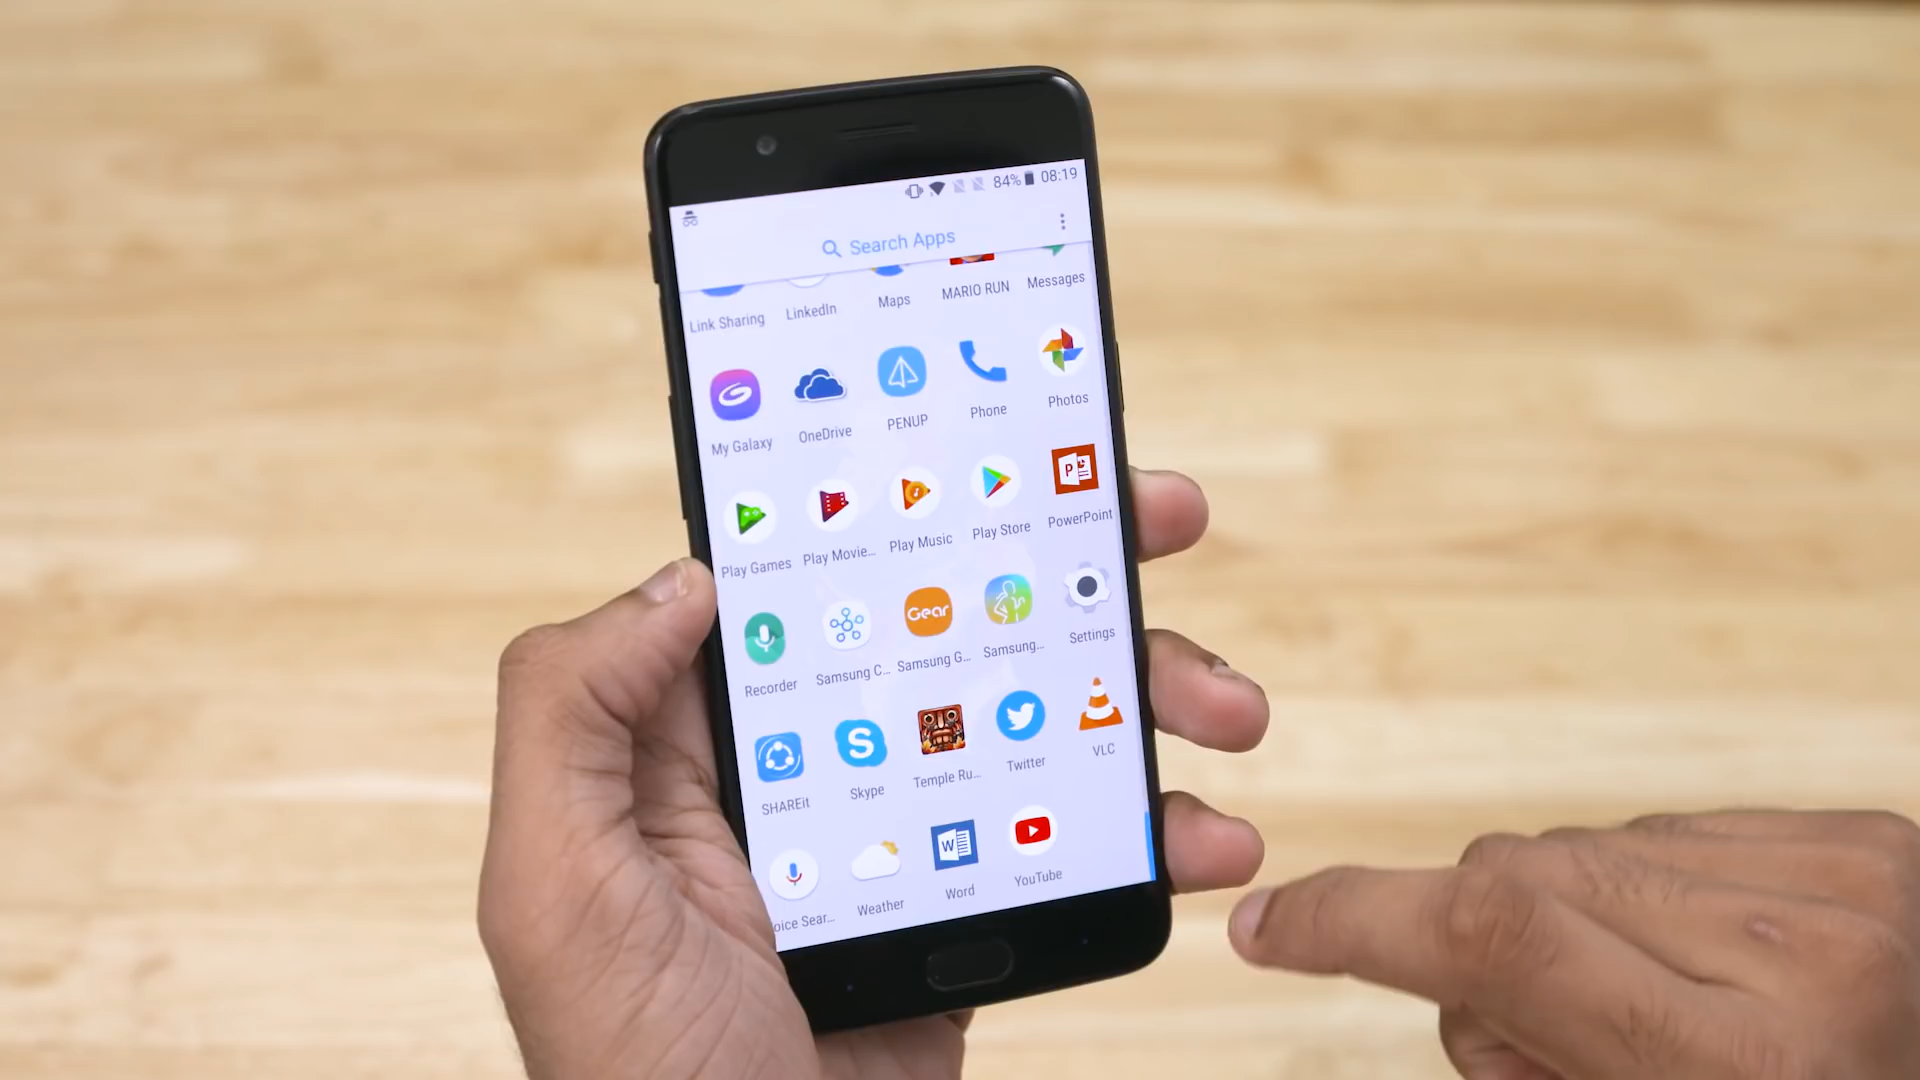 84% 08:19
Search Apps
Link Sharing LinkedIn Maps MARIO RUN Messages
My Galaxy OneDrive PENUP Phone Photos
Play Games Play Movie... Play Music Play Store PowerPoint
P
Gear
Recorder Samsung C... Samsung G... Samsung... Settings
S
SHAREit Skype Temple Ru... Twitter VLC
W
oice Sear... Weather Word YouTube